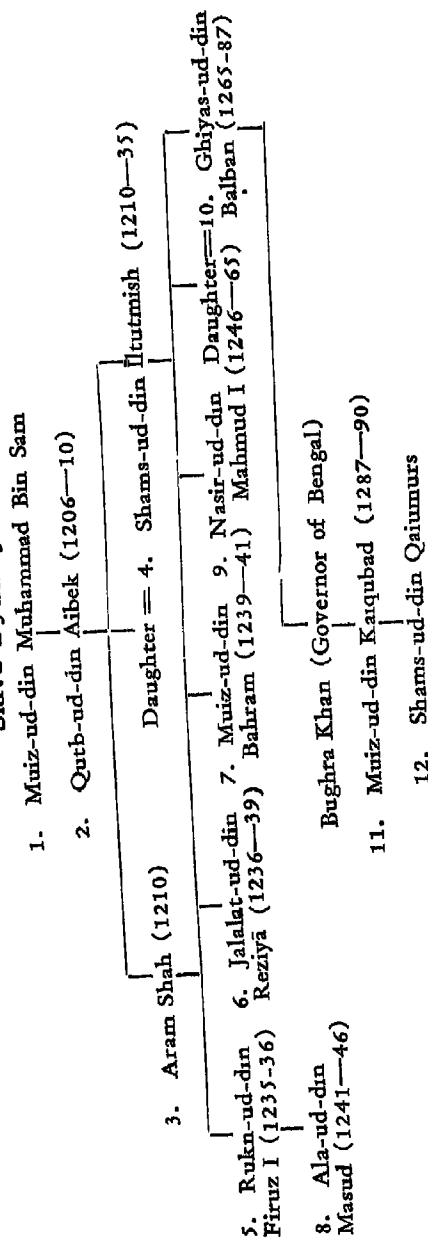 1. Muiz-ud-din Muhammad Bin Sam
2. Qutb-ud-din Aibek (1206—10)
3. Aram Shah (1210)
Daughter = 4. Shams-ud-din Iltutmish (1210—35)
5. Rukn-ud-din
Firuz I (1235-36)
6. Jalalat-ud-din
Reziyā (1236—39)
7. Muiz-ud-din
Bahram (1239—41)
9. Nasir-ud-din
Mahmud I (1246—65)
Daughter=10. Ghiyas-ud-din
Balban (1265-87)
8. Ala-ud-din
Masud (1241—46)
Bughra Khan (Governor of Bengal)
11. Muiz-ud-din Kaiqubad (1287—90)
12. Shams-ud-din Qaiumurs